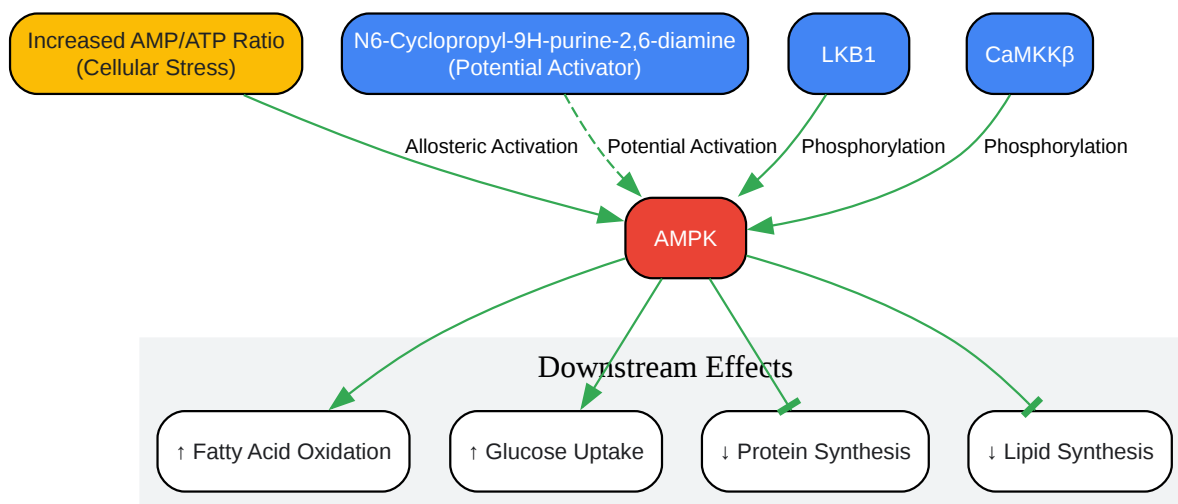 Increased AMP/ATP Ratio
(Cellular Stress)
N6-Cyclopropyl-9H-purine-2,6-diamine
(Potential Activator)
LKB1
CaMKKβ
Allosteric Activation
Potential Activation
Phosphorylation
Phosphorylation
AMPK
Downstream Effects
↑ Fatty Acid Oxidation
↑ Glucose Uptake
↓ Protein Synthesis
↓ Lipid Synthesis